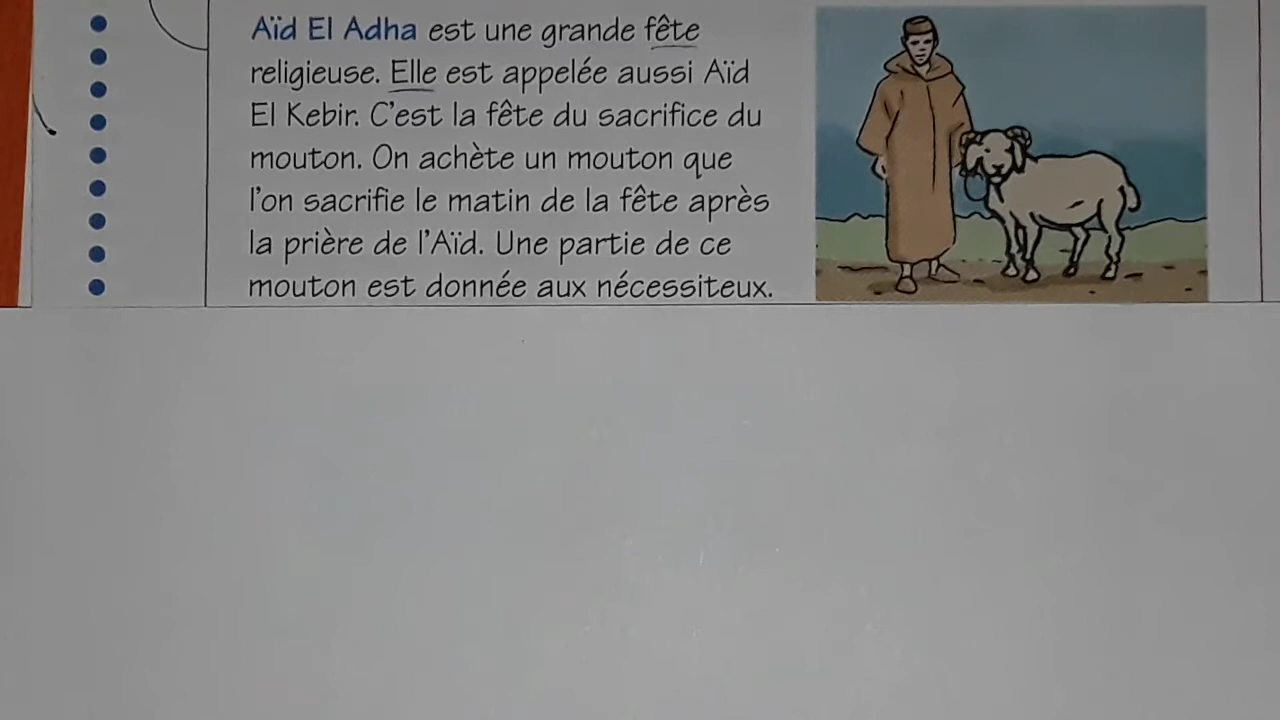 Aïd El Adha est une grande fête
religieuse. Elle est appelée aussi Aïd
El Kebir. C'est la fête du sacrifice du
mouton. On achète un mouton que
l'on sacrifie le matin de la fête après
la prière de l'Aïd. Une partie de ce
mouton est donnée aux nécessiteux.